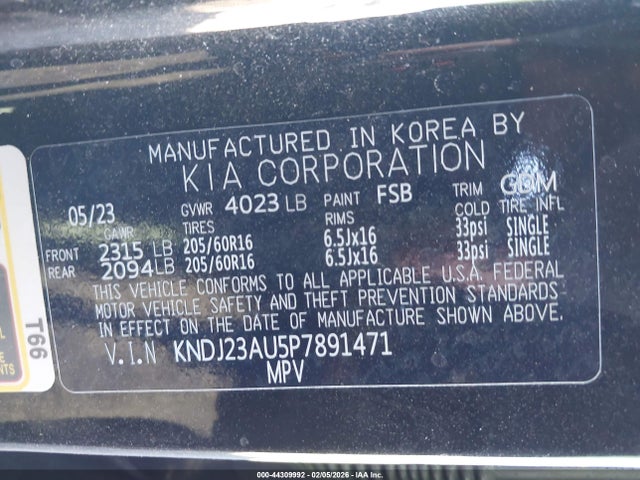 MANUFACTURED IN KOREA BY
KIA CORPORATION
05/23 GVWR 4023 LB PAINT FSB TRIM GDM
GAWR TIRES RIMS COLD TIRE INFL
FRONT 2315 LB 205/60R16 6.5Jx16 33psi SINGLE
REAR 2094 LB 205/60R16 6.5Jx16 33psi SINGLE
THIS VEHICLE CONFORMS TO ALL APPLICABLE U.S.A. FEDERAL
MOTOR VEHICLE SAFETY AND THEFT PREVENTION STANDARDS
IN EFFECT ON THE DATE OF MANUFACTURE SHOWN ABOVE.
V.I.N KNDJ23AU5P7891471
MPV
T66
000-44309992 - 02/05/2026 - IAA Inc.